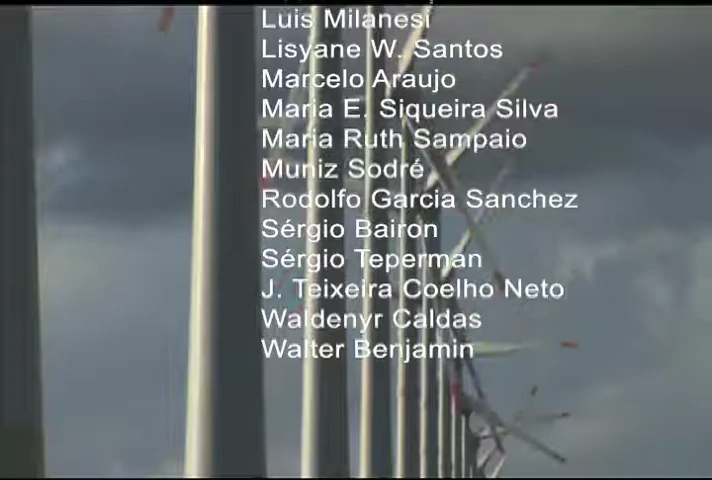 Luis Milanesi
Lisyane W. Santos
Marcelo Araujo
Maria E. Siqueira Silva
Maria Ruth Sampaio
Muniz Sodré
Rodolfo Garcia Sanchez
Sérgio Bairon
Sérgio Teperman
J. Teixeira Coelho Neto
Waldenyr Caldas
Walter Benjamin